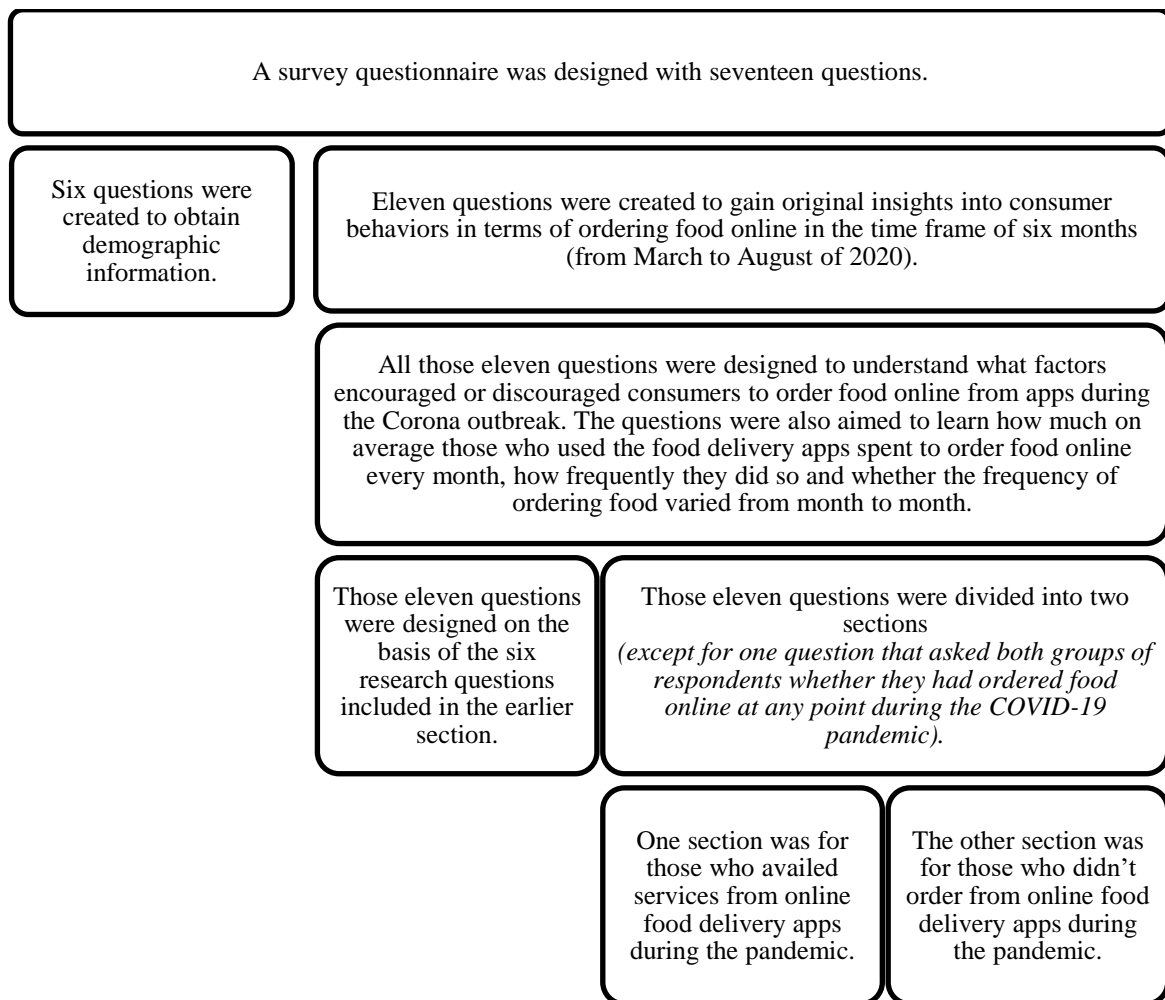 A survey questionnaire was designed with seventeen questions.
Six questions were
created to obtain
demographic
information.
Eleven questions were created to gain original insights into consumer
behaviors in terms of ordering food online in the time frame of six months
(from March to August of 2020).
All those eleven questions were designed to understand what factors
encouraged or discouraged consumers to order food online from apps during
the Corona outbreak. The questions were also aimed to learn how much on
average those who used the food delivery apps spent to order food online
every month, how frequently they did so and whether the frequency of
ordering food varied from month to month.
Those eleven questions
were designed on the
basis of the six
research questions
included in the earlier
section.
Those eleven questions were divided into two
sections
(except for one question that asked both groups of
respondents whether they had ordered food
online at any point during the COVID-19
pandemic).
One section was for
those who availed
services from online
food delivery apps
during the pandemic.
The other section was
for those who didn’t
order from online food
delivery apps during
the pandemic.